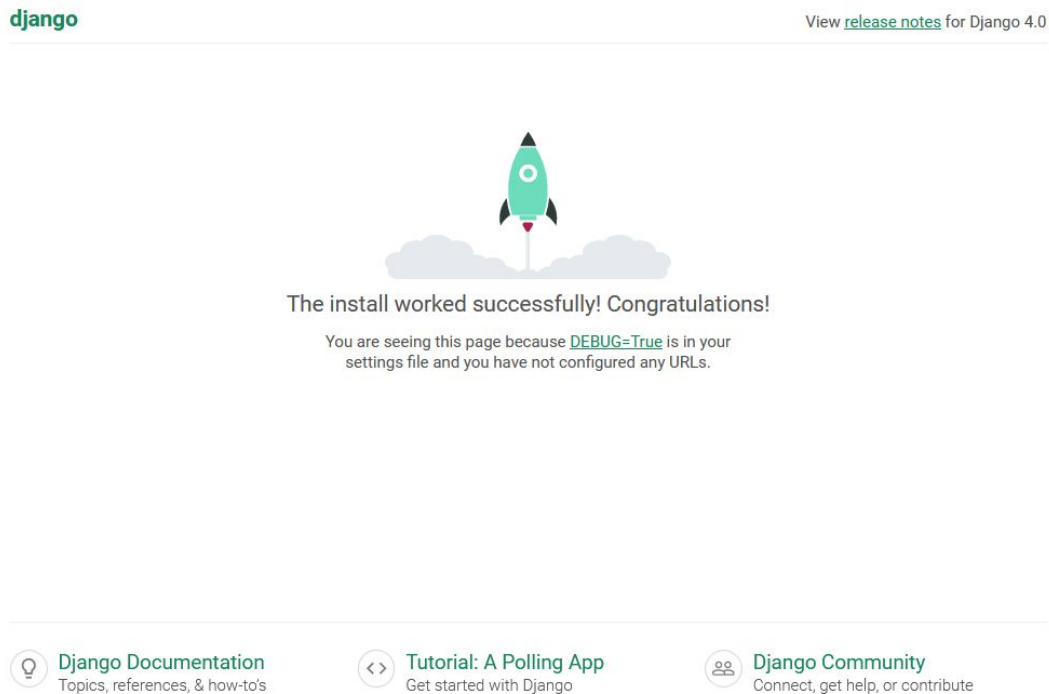 django
View release notes for Django 4.0
The install worked successfully! Congratulations!
You are seeing this page because DEBUG=True is in your
settings file and you have not configured any URLs.
Django Documentation
Topics, references, & how-to's
Tutorial: A Polling App
Get started with Django
Django Community
Connect, get help, or contribute